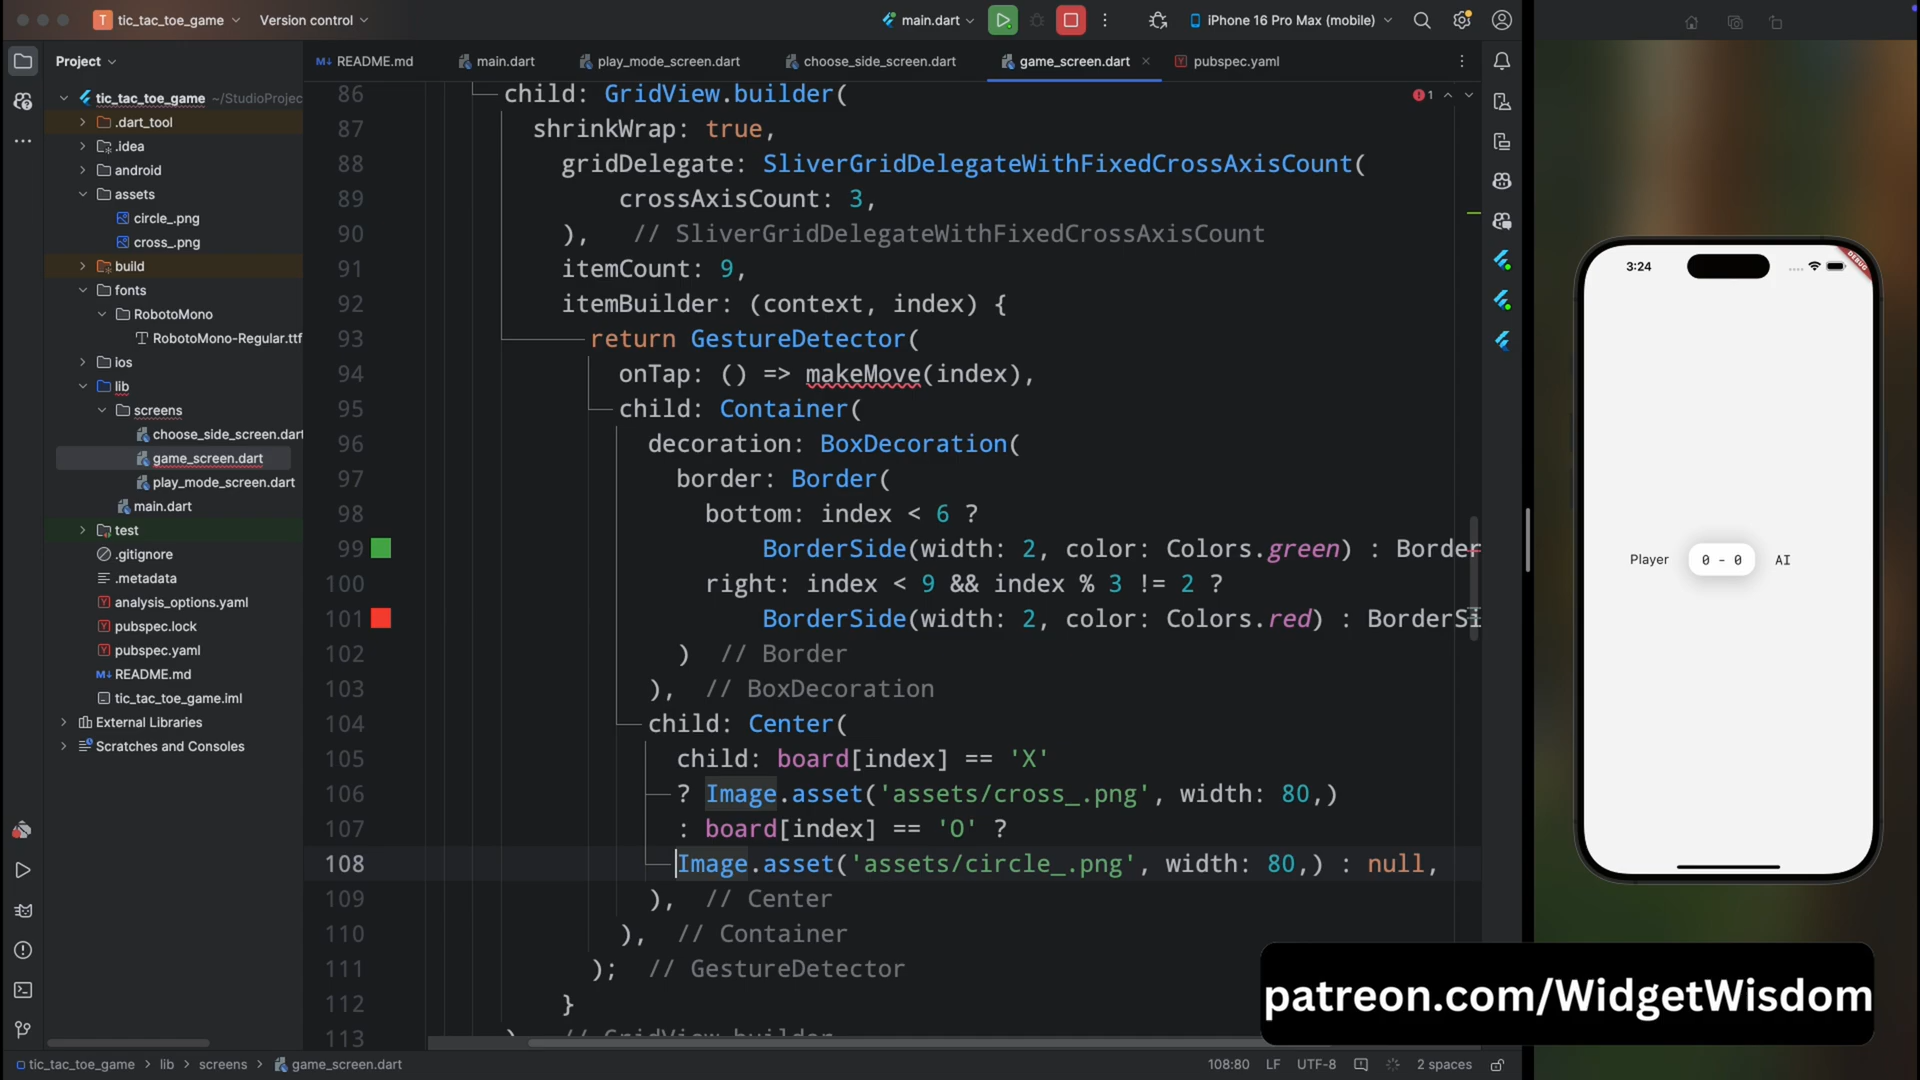 tic_tac_toe_game
Version control
main.dart
iPhone 16 Pro Max (mobile)
Project
README.md
main.dart
play_mode_screen.dart
choose_side_screen.dart
game_screen.dart
pubspec.yaml
tic_tac_toe_game ~/StudioProjec
.dart_tool
.idea
android
assets
circle_.png
cross_.png
build
fonts
RobotoMono
RobotoMono-Regular.ttf
ios
lib
screens
choose_side_screen.dart
game_screen.dart
play_mode_screen.dart
main.dart
test
.gitignore
.metadata
analysis_options.yaml
pubspec.lock
pubspec.yaml
README.md
tic_tac_toe_game.iml
External Libraries
Scratches and Consoles
86 child: GridView.builder(
87 shrinkWrap: true,
88 gridDelegate: SliverGridDelegateWithFixedCrossAxisCount(
89 crossAxisCount: 3,
90 ), // SliverGridDelegateWithFixedCrossAxisCount
91 itemCount: 9,
92 itemBuilder: (context, index) {
93 return GestureDetector(
94 onTap: () => makeMove(index),
95 child: Container(
96 decoration: BoxDecoration(
97 border: Border(
98 bottom: index < 6 ?
99 BorderSide(width: 2, color: Colors.green) : Border
100 right: index < 9 && index % 3 != 2 ?
101 BorderSide(width: 2, color: Colors.red) : BorderSi
102 ) // Border
103 ), // BoxDecoration
104 child: Center(
105 child: board[index] == 'X'
106 ? Image.asset('assets/cross_.png', width: 80,)
107 : board[index] == 'O' ?
108 Image.asset('assets/circle_.png', width: 80,) : null,
109 ), // Center
110 ), // Container
111 ); // GestureDetector
112 }
113 ) // GridView.builder
1
3:24
DEBUG
Player 0 - 0 AI
patreon.com/WidgetWisdom
tic_tac_toe_game > lib > screens > game_screen.dart
108:80 LF UTF-8 2 spaces